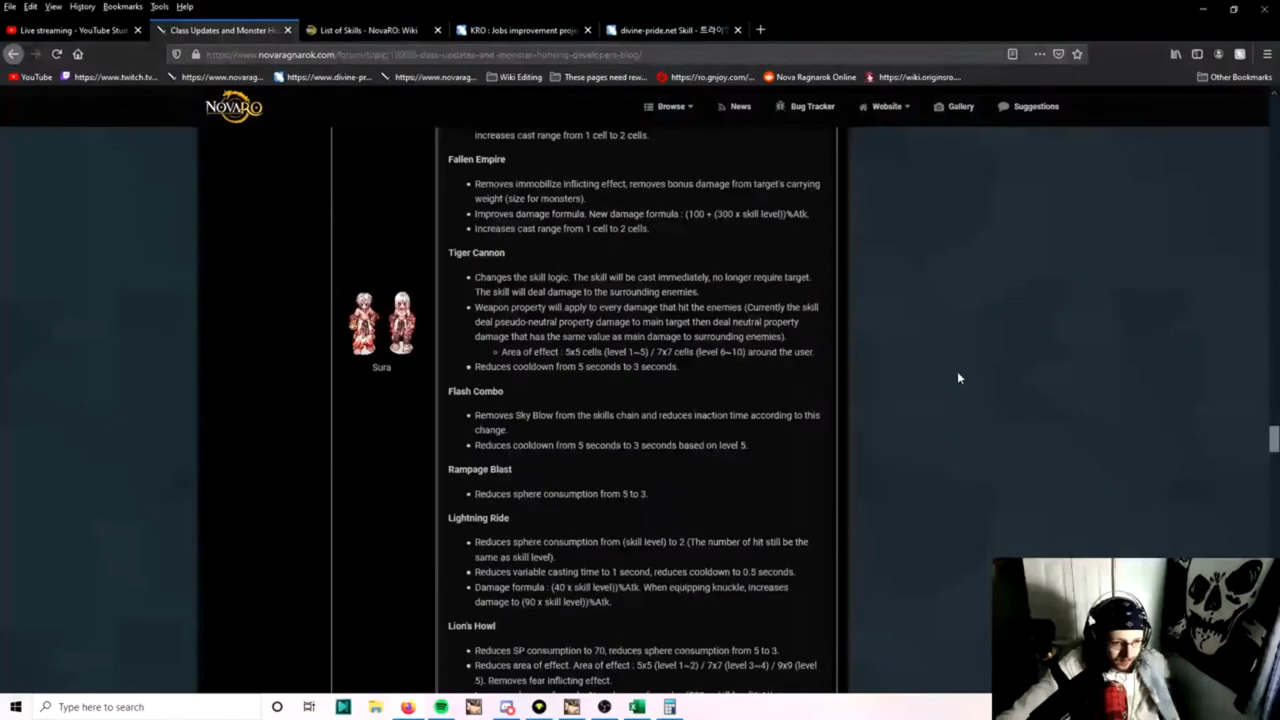 File Edit View History Bookmarks Tools Help
Live streaming - YouTube Stu
Class Updates and Monster Hu
List of Skills - NovaRO: Wiki
KRO : Jobs improvement proj
divine-pride.net Skill - 트라이
https://www.novaragnarok.com/forum/topic/
-class-updates-and-monster-hunting-developers-blog/
YouTube https://www.twitch.tv... https://www.novarag... https://www.divine-pr... https://www.novarag... Wiki Editing These pages need rew... https://ro.gnjoy.com/... Nova Ragnarok Online https://wiki.originsro... Other Bookmarks
NOVARO
Browse News Bug Tracker Website Gallery Suggestions
increases cast range from 1 cell to 2 cells.
Fallen Empire
Removes immobilize inflicting effect, removes bonus damage from target's carrying
weight (size for monsters).
Improves damage formula. New damage formula : (100 + (300 x skill level))%Atk.
Increases cast range from 1 cell to 2 cells.
Tiger Cannon
Changes the skill logic. The skill will be cast immediately, no longer require target.
The skill will deal damage to the surrounding enemies.
Weapon property will apply to every damage that hit the enemies (Currently the skill
deal pseudo-neutral property damage to main target then deal neutral property
damage that has the same value as main damage to surrounding enemies).
Area of effect : 5x5 cells (level 1~5) / 7x7 cells (level 6~10) around the user.
Reduces cooldown from 5 seconds to 3 seconds.
Sura
Flash Combo
Removes Sky Blow from the skills chain and reduces inaction time according to this
change.
Reduces cooldown from 5 seconds to 3 seconds based on level 5.
Rampage Blast
Reduces sphere consumption from 5 to 3.
Lightning Ride
Reduces sphere consumption from (skill level) to 2 (The number of hit still be the
same as skill level).
Reduces variable casting time to 1 second, reduces cooldown to 0.5 seconds.
Damage formula : (40 x skill level))%Atk. When equipping knuckle, increases
damage to (90 x skill level))%Atk.
Lion's Howl
Reduces SP consumption to 70, reduces sphere consumption from 5 to 3.
Reduces area of effect. Area of effect : 5x5 (level 1~2) / 7x7 (level 3~4) / 9x9 (level
5). Removes fear inflicting effect.
Type here to search